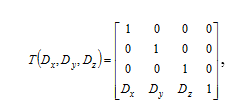 T(Dx, Dy, Dz) = [ 1 0 0 0
0 1 0 0
0 0 1 0
Dx Dy Dz 1 ] ,